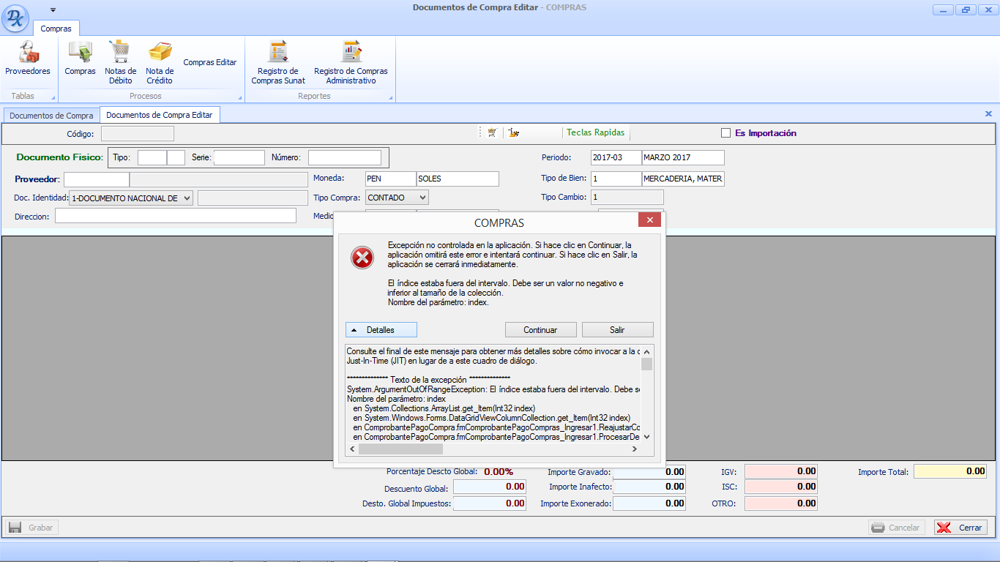 Documentos de Compra Editar - COMPRAS
Compras
Proveedores
Compras
Notas de
Débito
Nota de
Crédito
Compras Editar
Registro de
Compras Sunat
Registro de Compras
Administrativo
Tablas
Procesos
Reportes
Documentos de Compra
Documentos de Compra Editar
Código:
Teclas Rapidas
Es Importación
Documento Fisico:
Tipo:
Serie:
Número:
Periodo:
2017-03
MARZO 2017
Proveedor:
Moneda:
PEN
SOLES
Tipo de Bien:
1
MERCADERIA, MATER
Doc. Identidad:
1-DOCUMENTO NACIONAL DE
Tipo Compra:
CONTADO
Tipo Cambio:
1
Direccion:
Medio
COMPRAS
Excepción no controlada en la aplicación. Si hace clic en Continuar, la
aplicación omitirá este error e intentará continuar. Si hace clic en Salir, la
aplicación se cerrará inmediatamente.
El índice estaba fuera del intervalo. Debe ser un valor no negativo e
inferior al tamaño de la colección.
Nombre del parámetro: index.
Detalles
Continuar
Salir
Consulte el final de este mensaje para obtener más detalles sobre cómo invocar a la
Just-In-Time (JIT) en lugar de a este cuadro de diálogo.
************** Texto de la excepción **************
System.ArgumentOutOfRangeException: El índice estaba fuera del intervalo. Debe se
Nombre del parámetro: index
en System.Collections.ArrayList.get_Item(Int32 index)
en System.Windows.Forms.DataGridViewColumnCollection.get_Item(Int32 index)
en ComprobantePagoCompra.fmComprobantePagoCompras_Ingresar1.ReajustarCo
en ComprobantePagoCompra.fmComprobantePagoCompras_Ingresar1.ProcesarDe
Porcentaje Descto Global:
0.00%
Importe Gravado:
0.00
IGV:
0.00
Importe Total:
0.00
Descuento Global:
0.00
Importe Inafecto:
0.00
ISC:
0.00
Desto. Global Impuestos:
0.00
Importe Exonerado:
0.00
OTRO:
0.00
Grabar
Cancelar
Cerrar